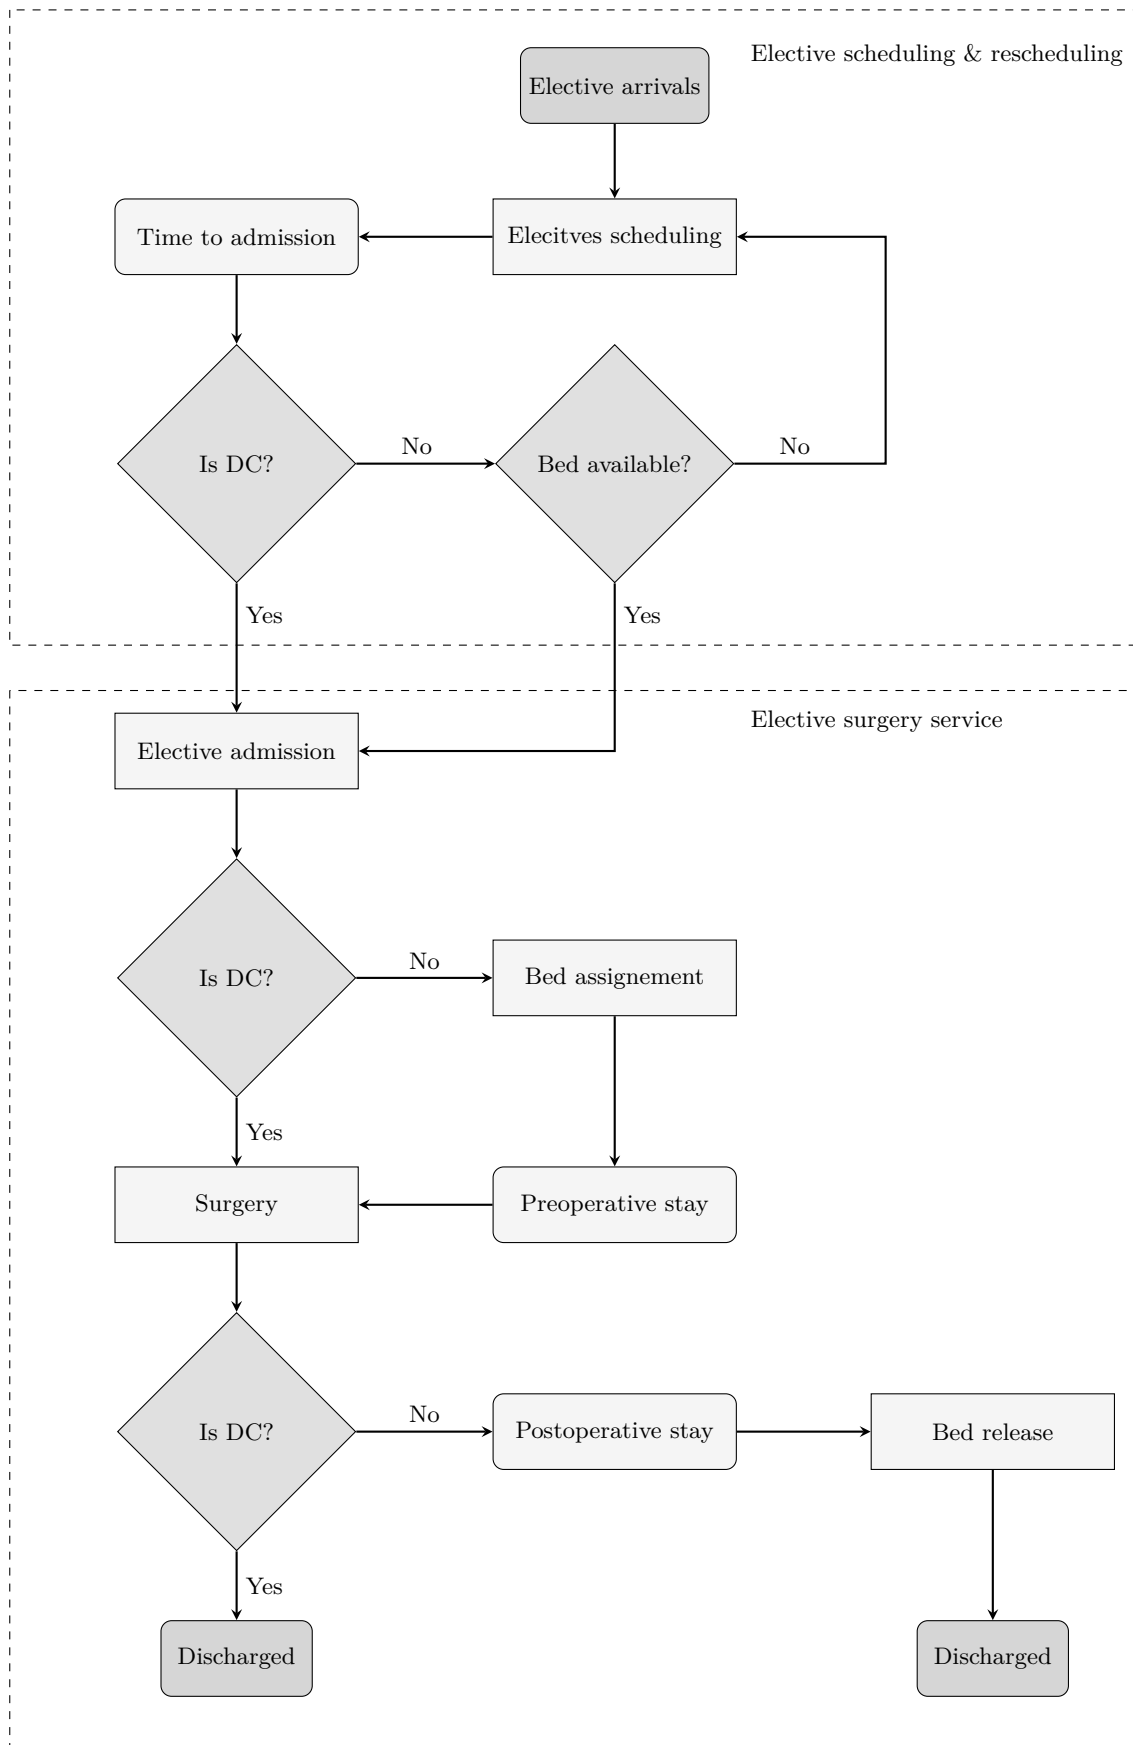 Elective scheduling & rescheduling
Elective arrivals
Time to admission
Elecitves scheduling
Is DC?
No
Bed available?
No
Yes
Yes
Elective surgery service
Elective admission
Is DC?
No
Bed assignement
Yes
Surgery
Preoperative stay
Is DC?
No
Postoperative stay
Bed release
Yes
Discharged
Discharged